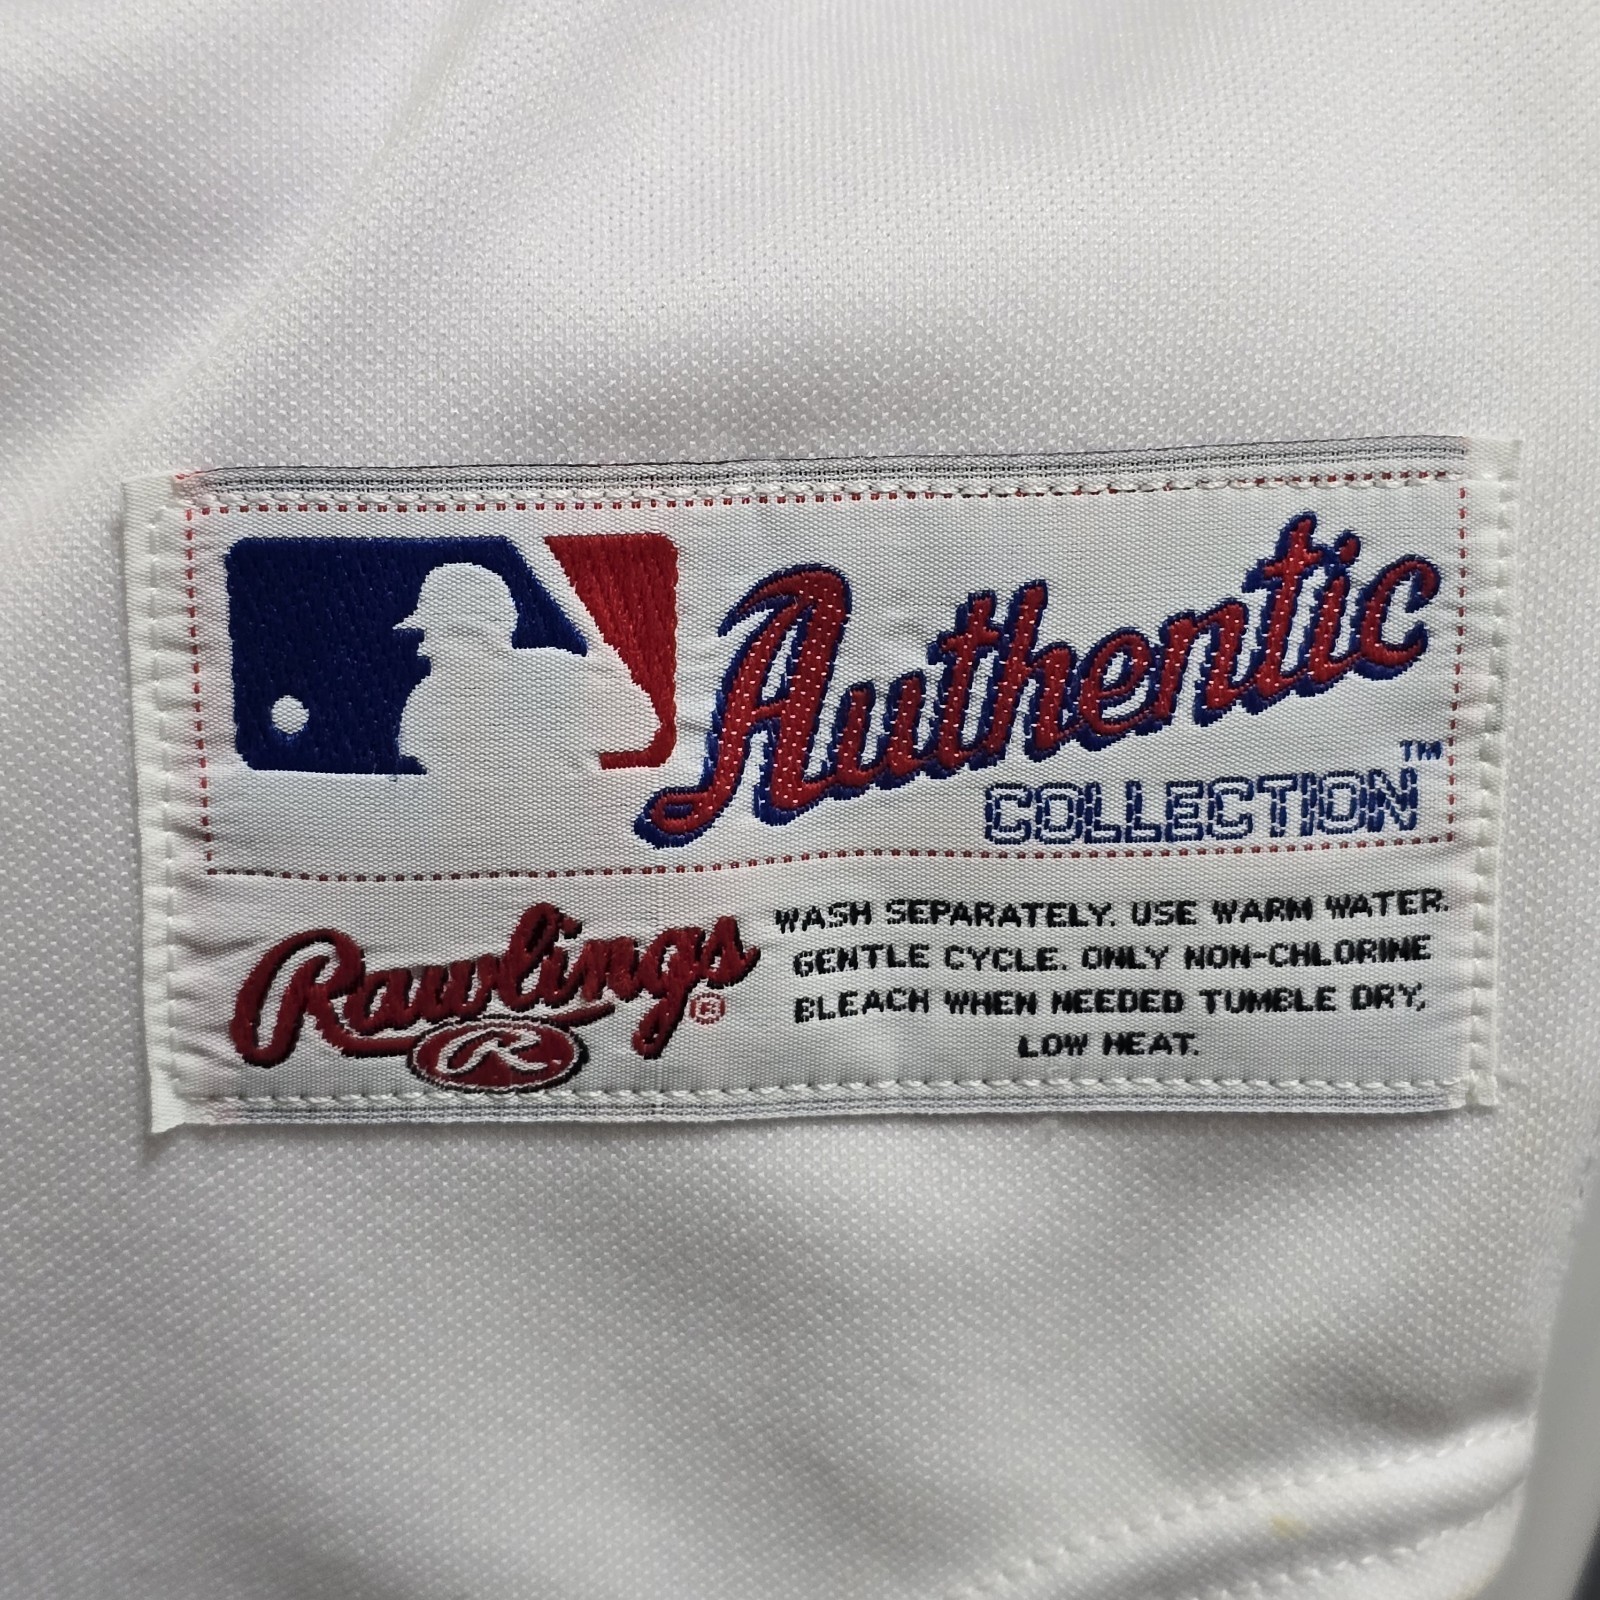 Authentic
COLLECTION™
Rawlings®
R
WASH SEPARATELY. USE WARM WATER.
GENTLE CYCLE. ONLY NON-CHLORINE
BLEACH WHEN NEEDED TUMBLE DRY,
LOW HEAT.